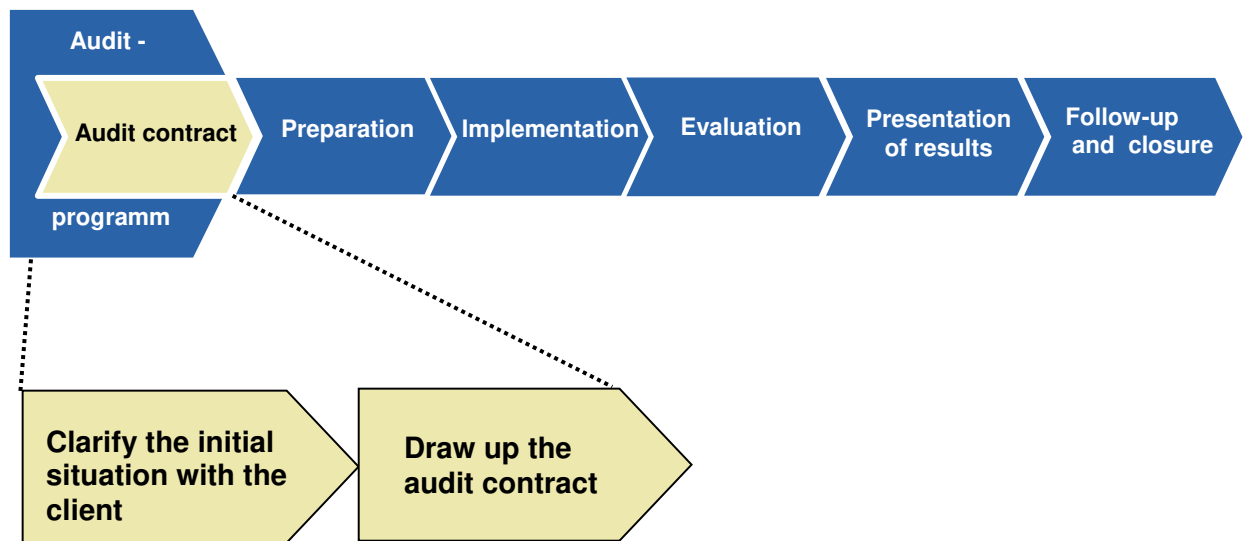 Audit -
Audit contract
programm
Preparation
Implementation
Evaluation
Presentation
of results
Follow-up
and closure
Clarify the initial
situation with the
client
Draw up the
audit contract